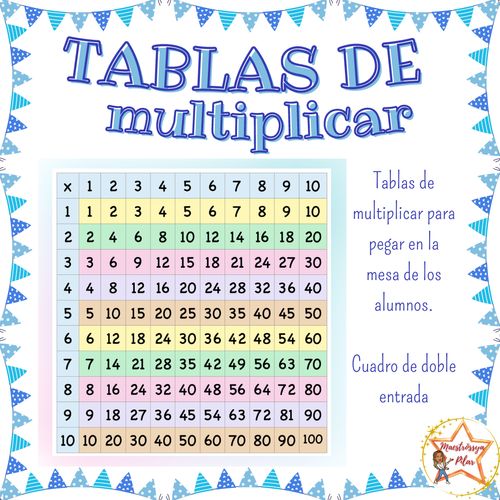 TABLAS DE
multiplicar
x 1 2 3 4 5 6 7 8 9 10
1 1 2 3 4 5 6 7 8 9 10
2 2 4 6 8 10 12 14 16 18 20
3 3 6 9 12 15 18 21 24 27 30
4 4 8 12 16 20 24 28 32 36 40
5 5 10 15 20 25 30 35 40 45 50
6 6 12 18 24 30 36 42 48 54 60
7 7 14 21 28 35 42 49 56 63 70
8 8 16 24 32 40 48 56 64 72 80
9 9 18 27 36 45 54 63 72 81 90
10 10 20 30 40 50 60 70 80 90 100
Tablas de
multiplicar para
pegar en la
mesa de los
alumnos.
Cuadro de doble
entrada
Pilar